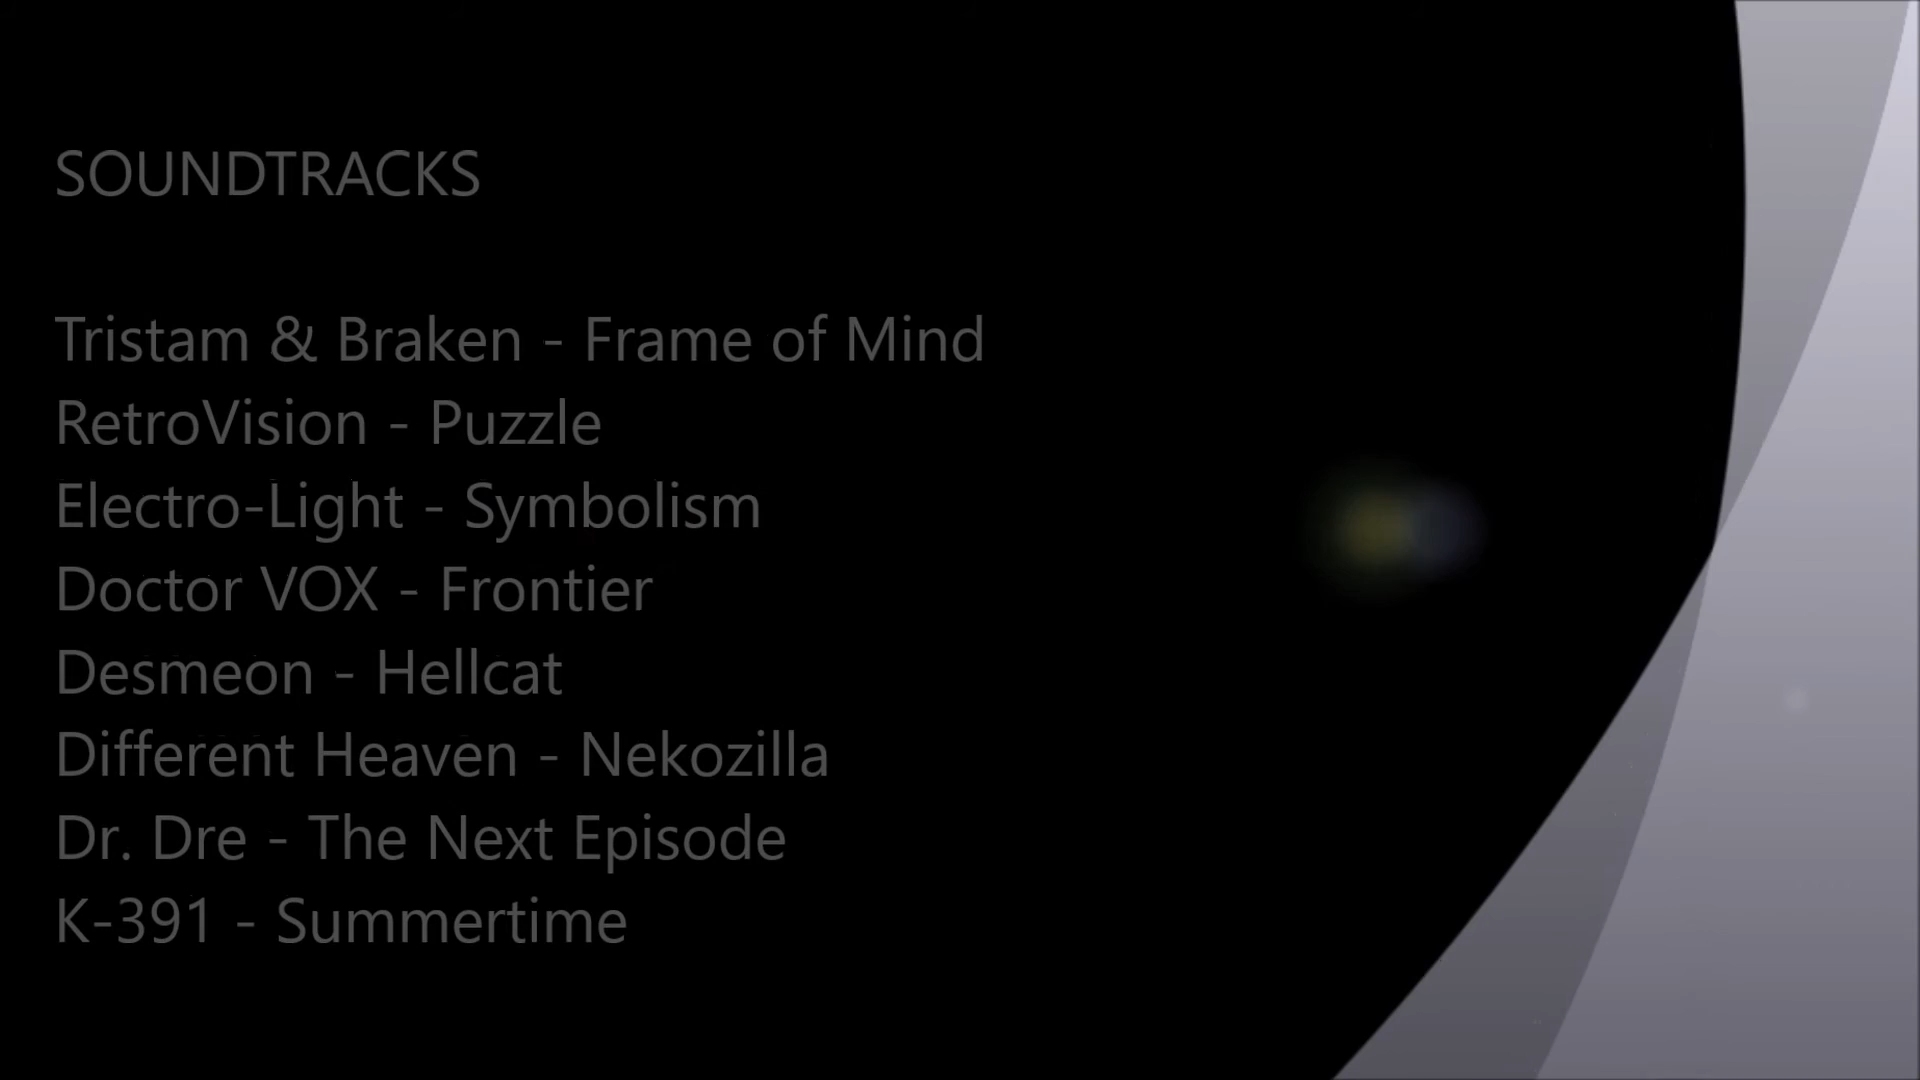 SOUNDTRACKS
Tristam & Braken - Frame of Mind
RetroVision - Puzzle
Electro-Light - Symbolism
Doctor VOX - Frontier
Desmeon - Hellcat
Different Heaven - Nekozilla
Dr. Dre - The Next Episode
K-391 - Summertime